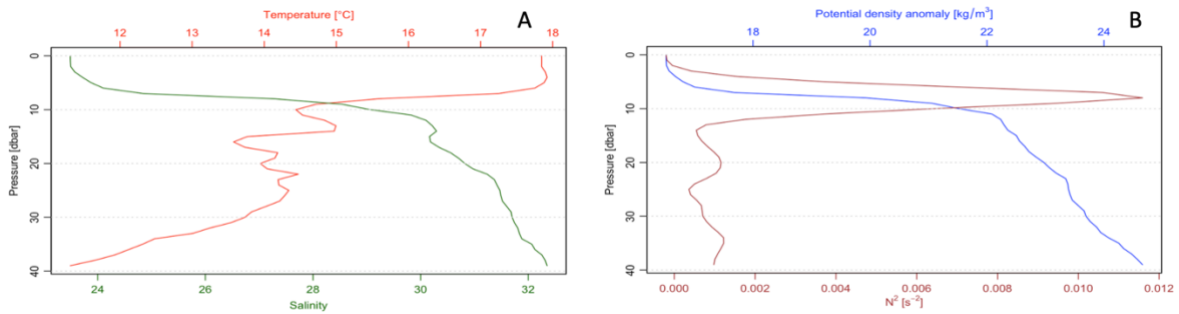 Temperature [°C]
A
12 13 14 15 16 17 18
Pressure [dbar]
0
10
20
30
40
24 26 28 30 32
Salinity
Potential density anomaly [kg/m³]
B
18 20 22 24
Pressure [dbar]
0
10
20
30
40
0.000 0.002 0.004 0.006 0.008 0.010 0.012
N² [s⁻²]